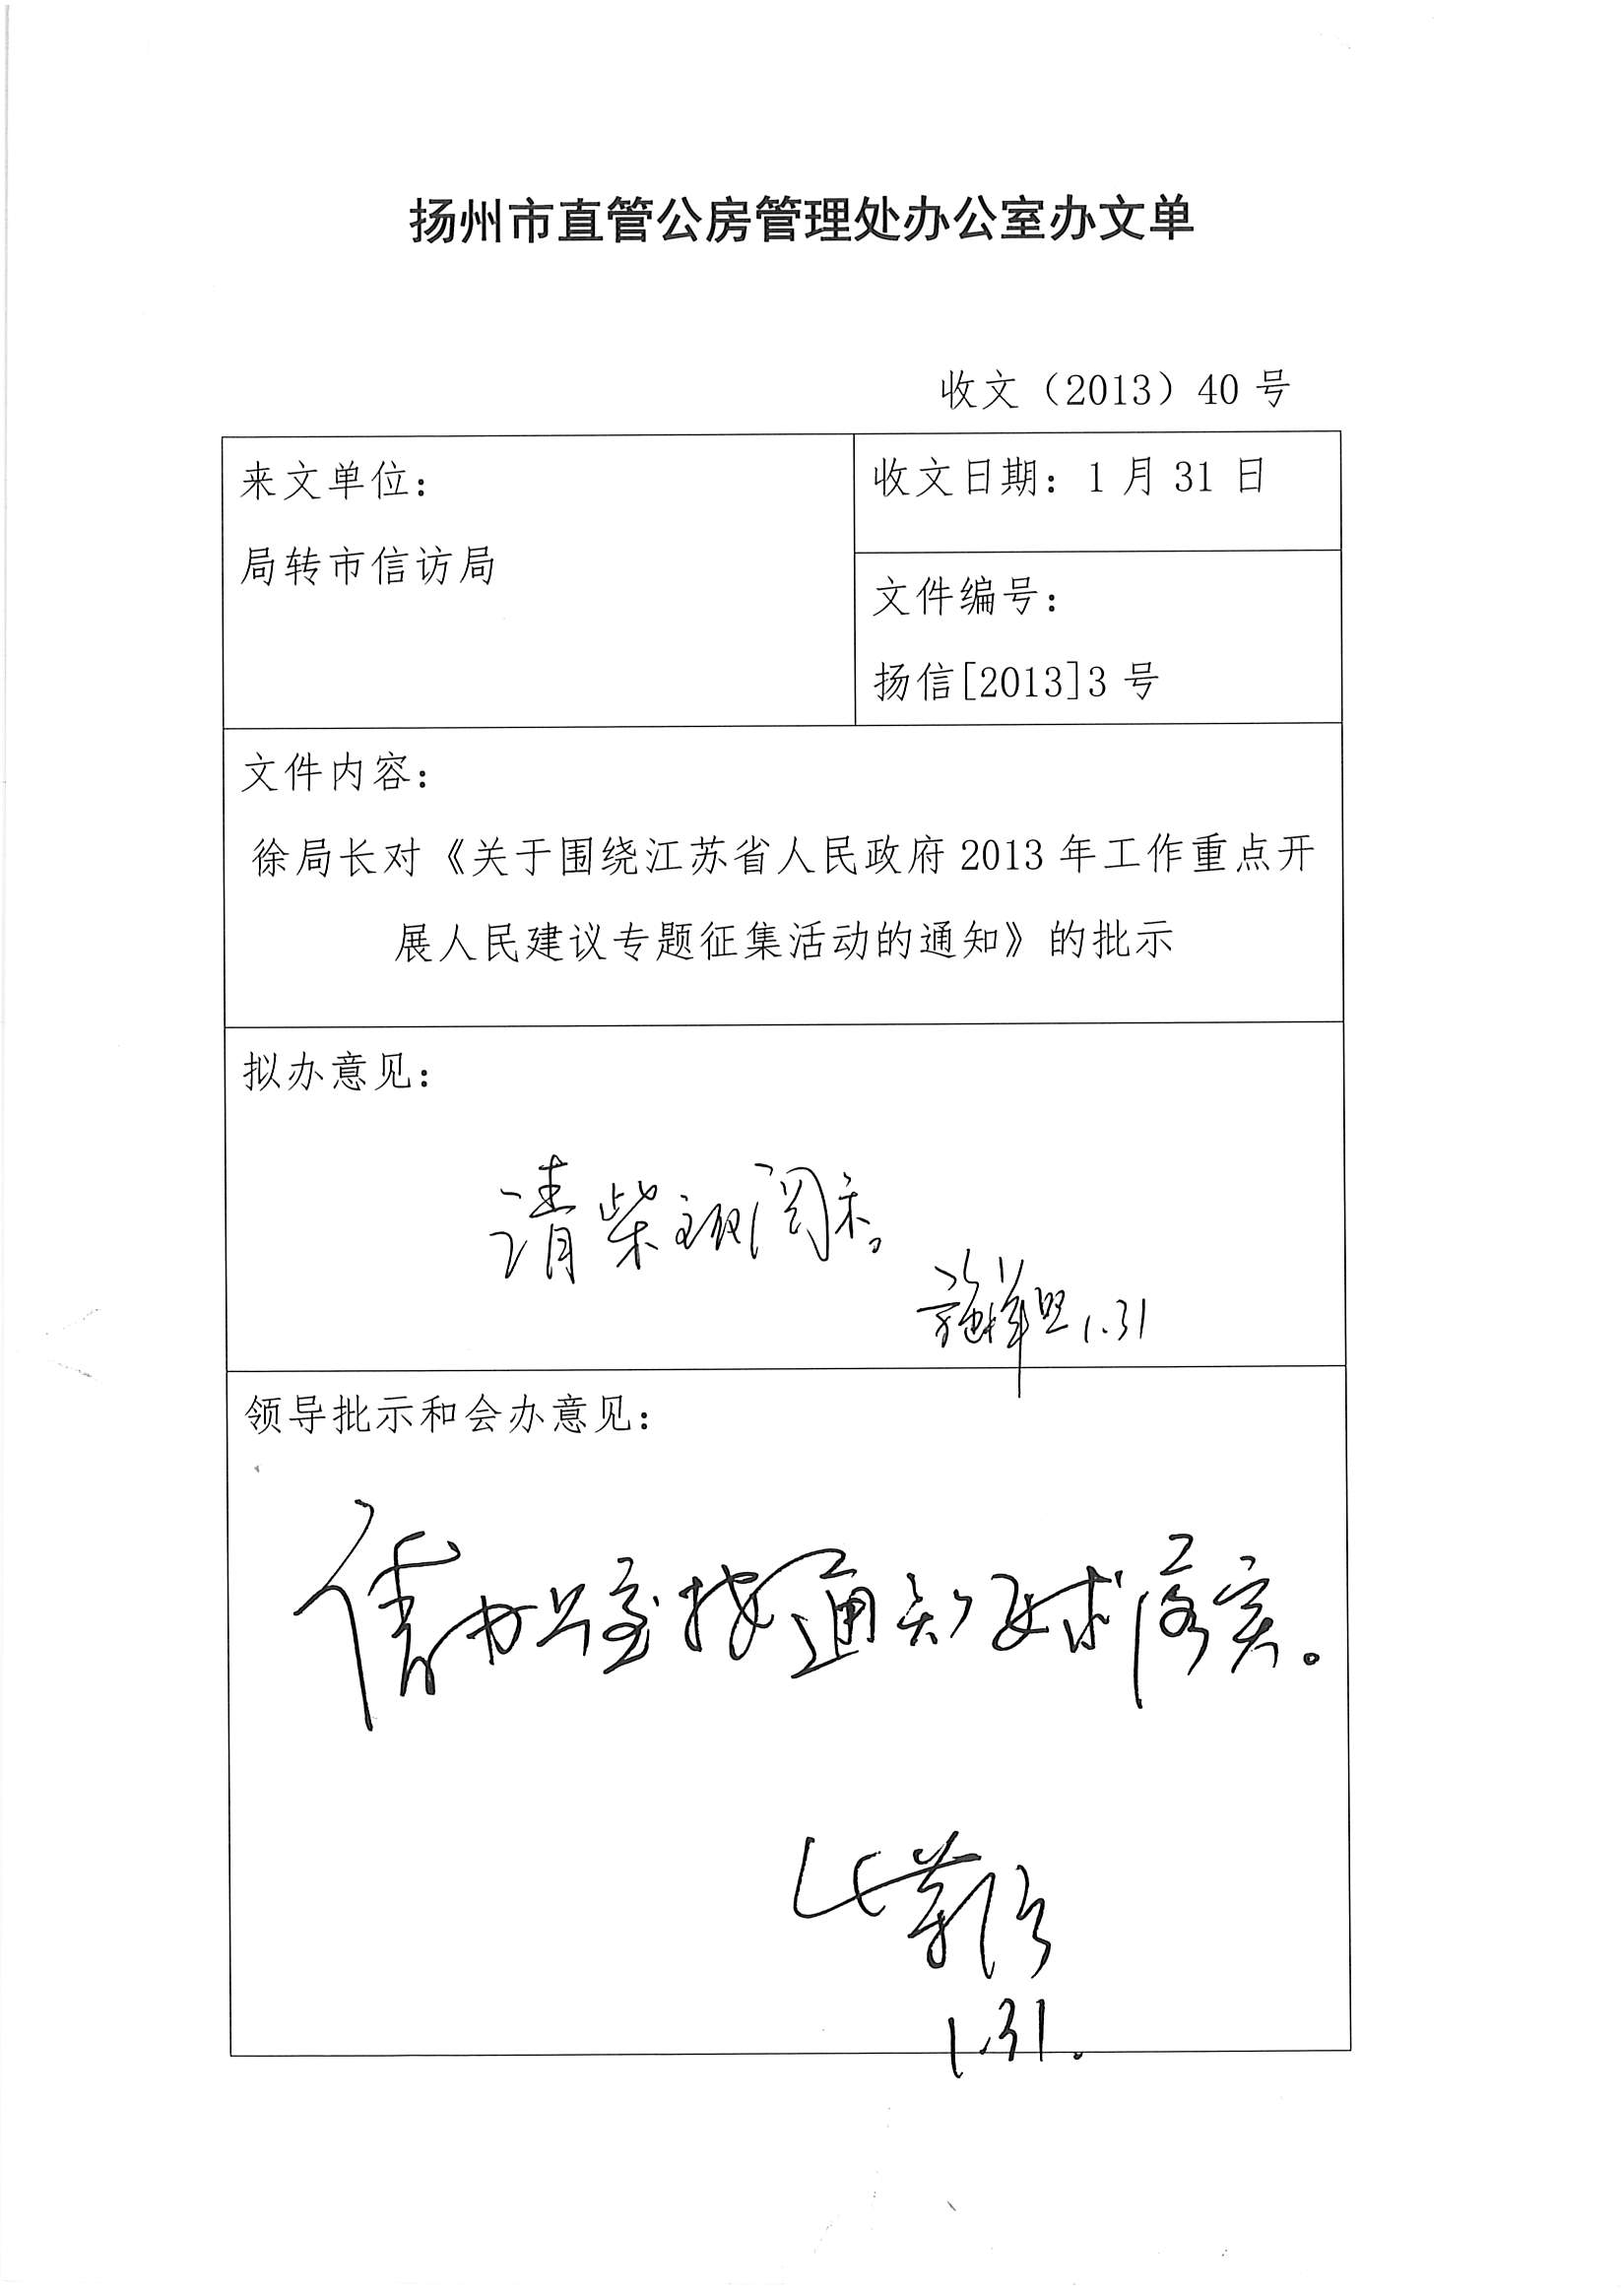 扬州市直管公房管理处办公室办文单
收文（2013）40 号
来文单位：
局转市信访局
收文日期：1 月 31 日
文件编号：
扬信[2013]3 号
文件内容：
徐局长对《关于围绕江苏省人民政府 2013 年工作重点开
展人民建议专题征集活动的通知》的批示
拟办意见：
请柴主任阅示。
1.31
领导批示和会办意见：
请办公室按通知要求落实。
1.31.